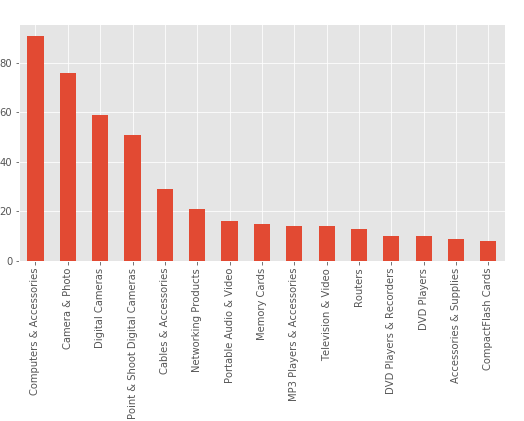 80
60
40
20
0
Computers & Accessories
Camera & Photo
Digital Cameras
Point & Shoot Digital Cameras
Cables & Accessories
Networking Products
Portable Audio & Video
Memory Cards
MP3 Players & Accessories
Television & Video
Routers
DVD Players & Recorders
DVD Players
Accessories & Supplies
CompactFlash Cards